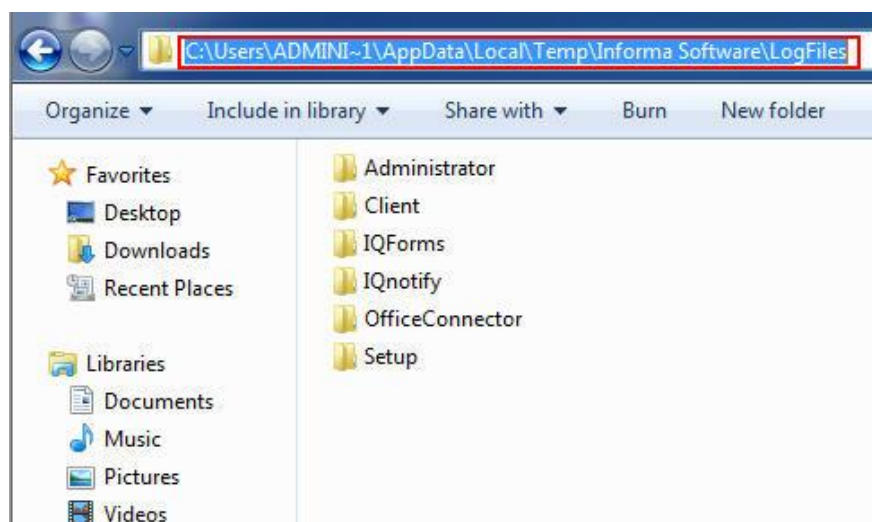 C:\Users\ADMINI~1\AppData\Local\Temp\Informa Software\LogFiles
Organize Include in library Share with Burn New folder
Favorites
Desktop
Downloads
Recent Places
Libraries
Documents
Music
Pictures
Videos
Administrator
Client
IQForms
IQnotify
OfficeConnector
Setup